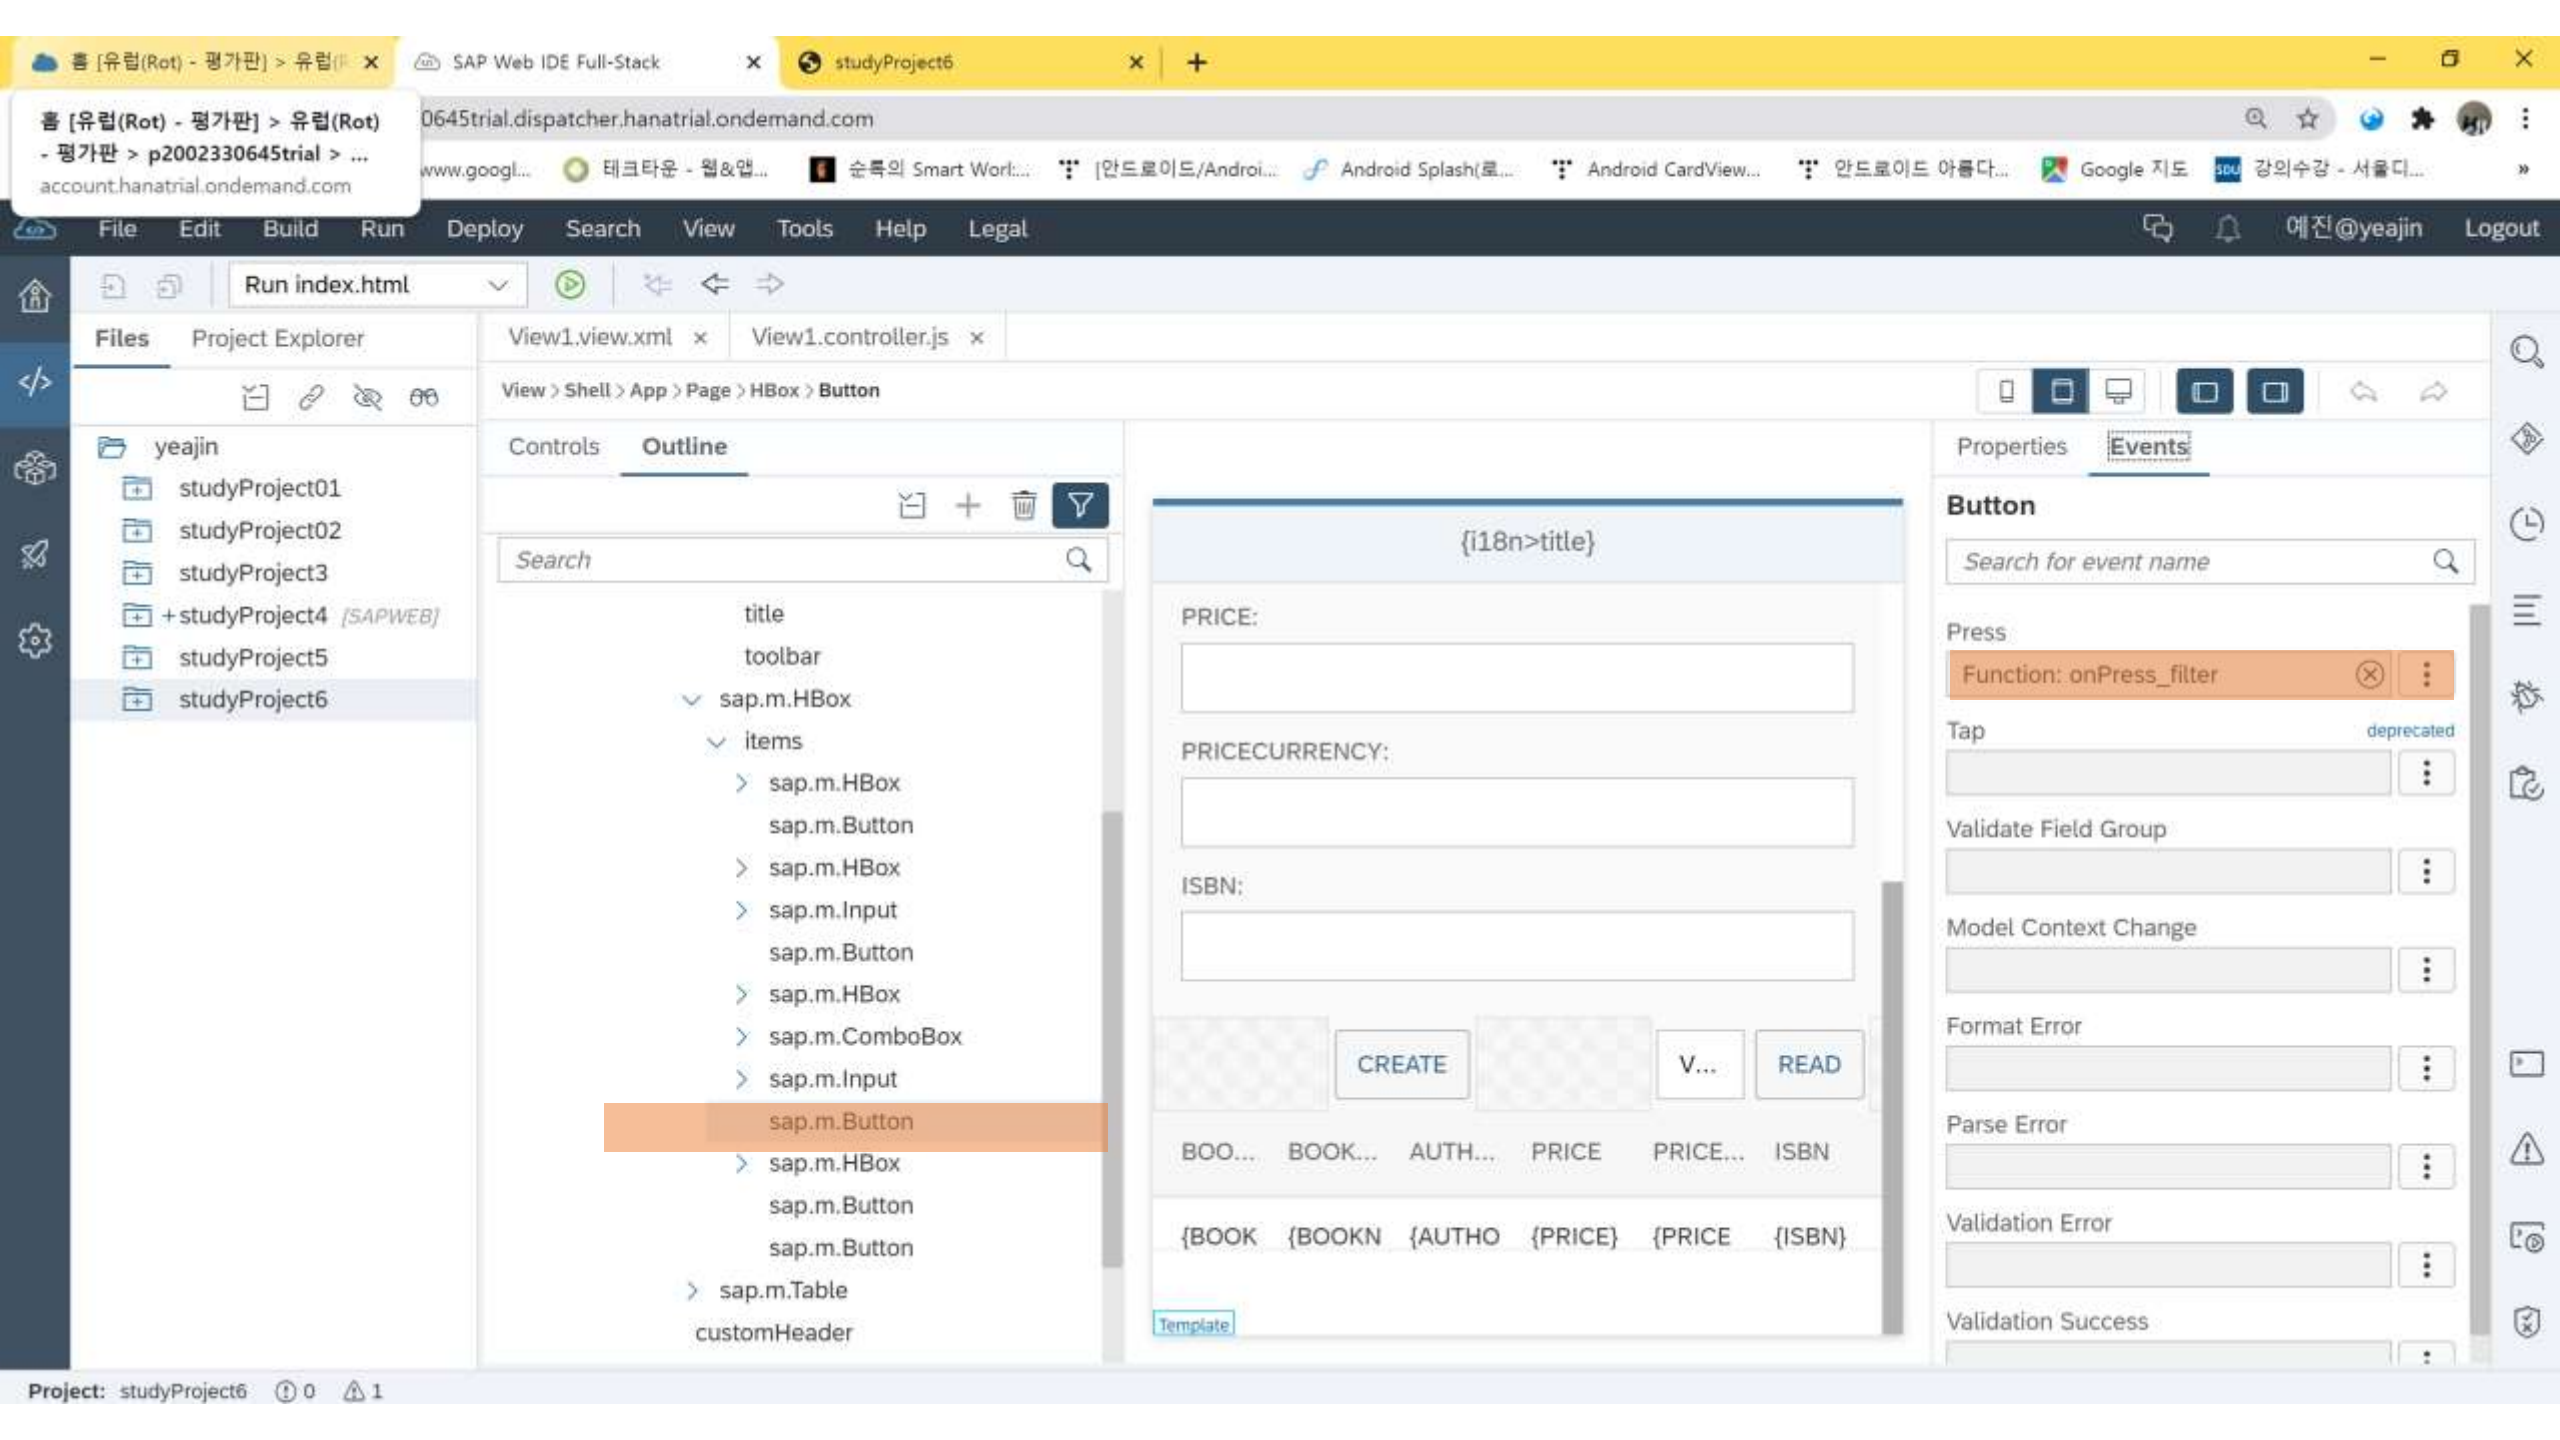 홈 [유럽(Rot) - 평가판] > 유럽(R
SAP Web IDE Full-Stack
studyProject6
홈 [유럽(Rot) - 평가판] > 유럽(Rot)
- 평가판 > p2002330645trial > ...
account.hanatrial.ondemand.com
0645trial.dispatcher.hanatrial.ondemand.com
www.googl...
테크타운 - 웹&앱...
순록의 Smart Worl:...
[안드로이드/Androi...
Android Splash(로...
Android CardView...
안드로이드 아름다...
Google 지도
SDU
강의수강 - 서울디...
»
File Edit Build Run Deploy Search View Tools Help Legal
예진@yeajin Logout
Run index.html
Files Project Explorer
View1.view.xml
View1.controller.js
View > Shell > App > Page > HBox > Button
yeajin
studyProject01
studyProject02
studyProject3
+studyProject4 [SAPWEB]
studyProject5
studyProject6
Controls Outline
Search
title
toolbar
sap.m.HBox
items
sap.m.HBox
sap.m.Button
sap.m.HBox
sap.m.Input
sap.m.Button
sap.m.HBox
sap.m.ComboBox
sap.m.Input
sap.m.Button
sap.m.HBox
sap.m.Button
sap.m.Button
sap.m.Table
customHeader
{i18n>title}
PRICE:
PRICECURRENCY:
ISBN:
CREATE V... READ
BOO... BOOK... AUTH... PRICE PRICE... ISBN
{BOOK {BOOKN {AUTHO {PRICE} {PRICE {ISBN}
Template
Properties Events
Button
Search for event name
Press
Function: onPress_filter
Tap deprecated
Validate Field Group
Model Context Change
Format Error
Parse Error
Validation Error
Validation Success
Project: studyProject6 0 1